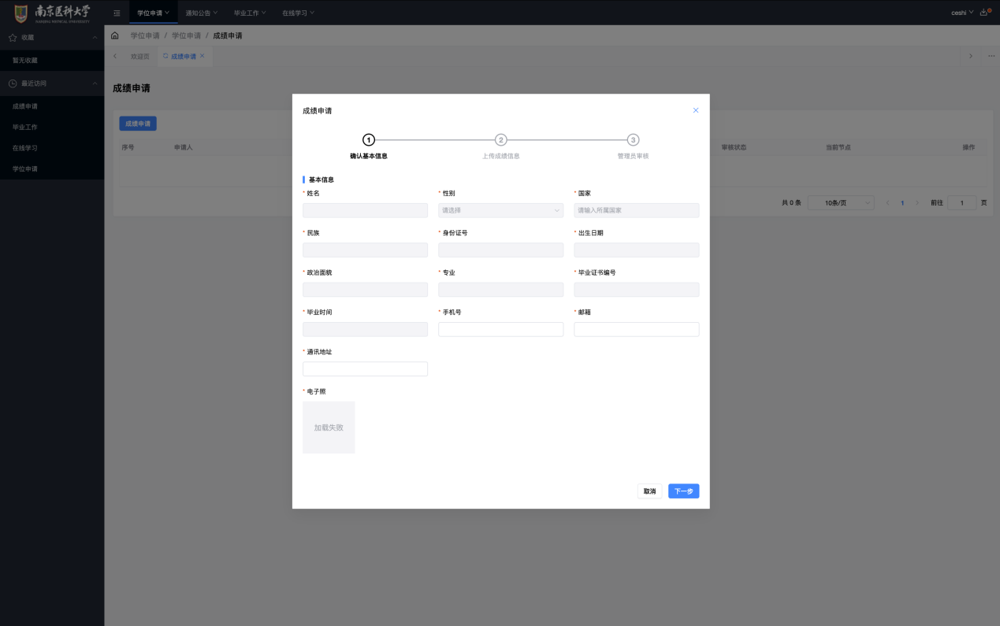 南京医科大学
NANJING MEDICAL UNIVERSITY
学位申请 通知公告 毕业工作 在线学习
ceshi
收藏
暂无收藏
最近访问
成绩申请
毕业工作
在线学习
学位申请
学位申请 / 学位申请 / 成绩申请
欢迎页 成绩申请
成绩申请
成绩申请
序号 申请人 审核状态 当前节点 操作
共 0 条 10条/页 1 前往 1 页
成绩申请
1 2 3
确认基本信息 上传成绩信息 管理员审核
基本信息
* 姓名 * 性别 * 国家
请选择 请输入所属国家
* 民族 * 身份证号 * 出生日期
* 政治面貌 * 专业 * 毕业证书编号
* 毕业时间 * 手机号 * 邮箱
* 通讯地址
* 电子照
加载失败
取消 下一步